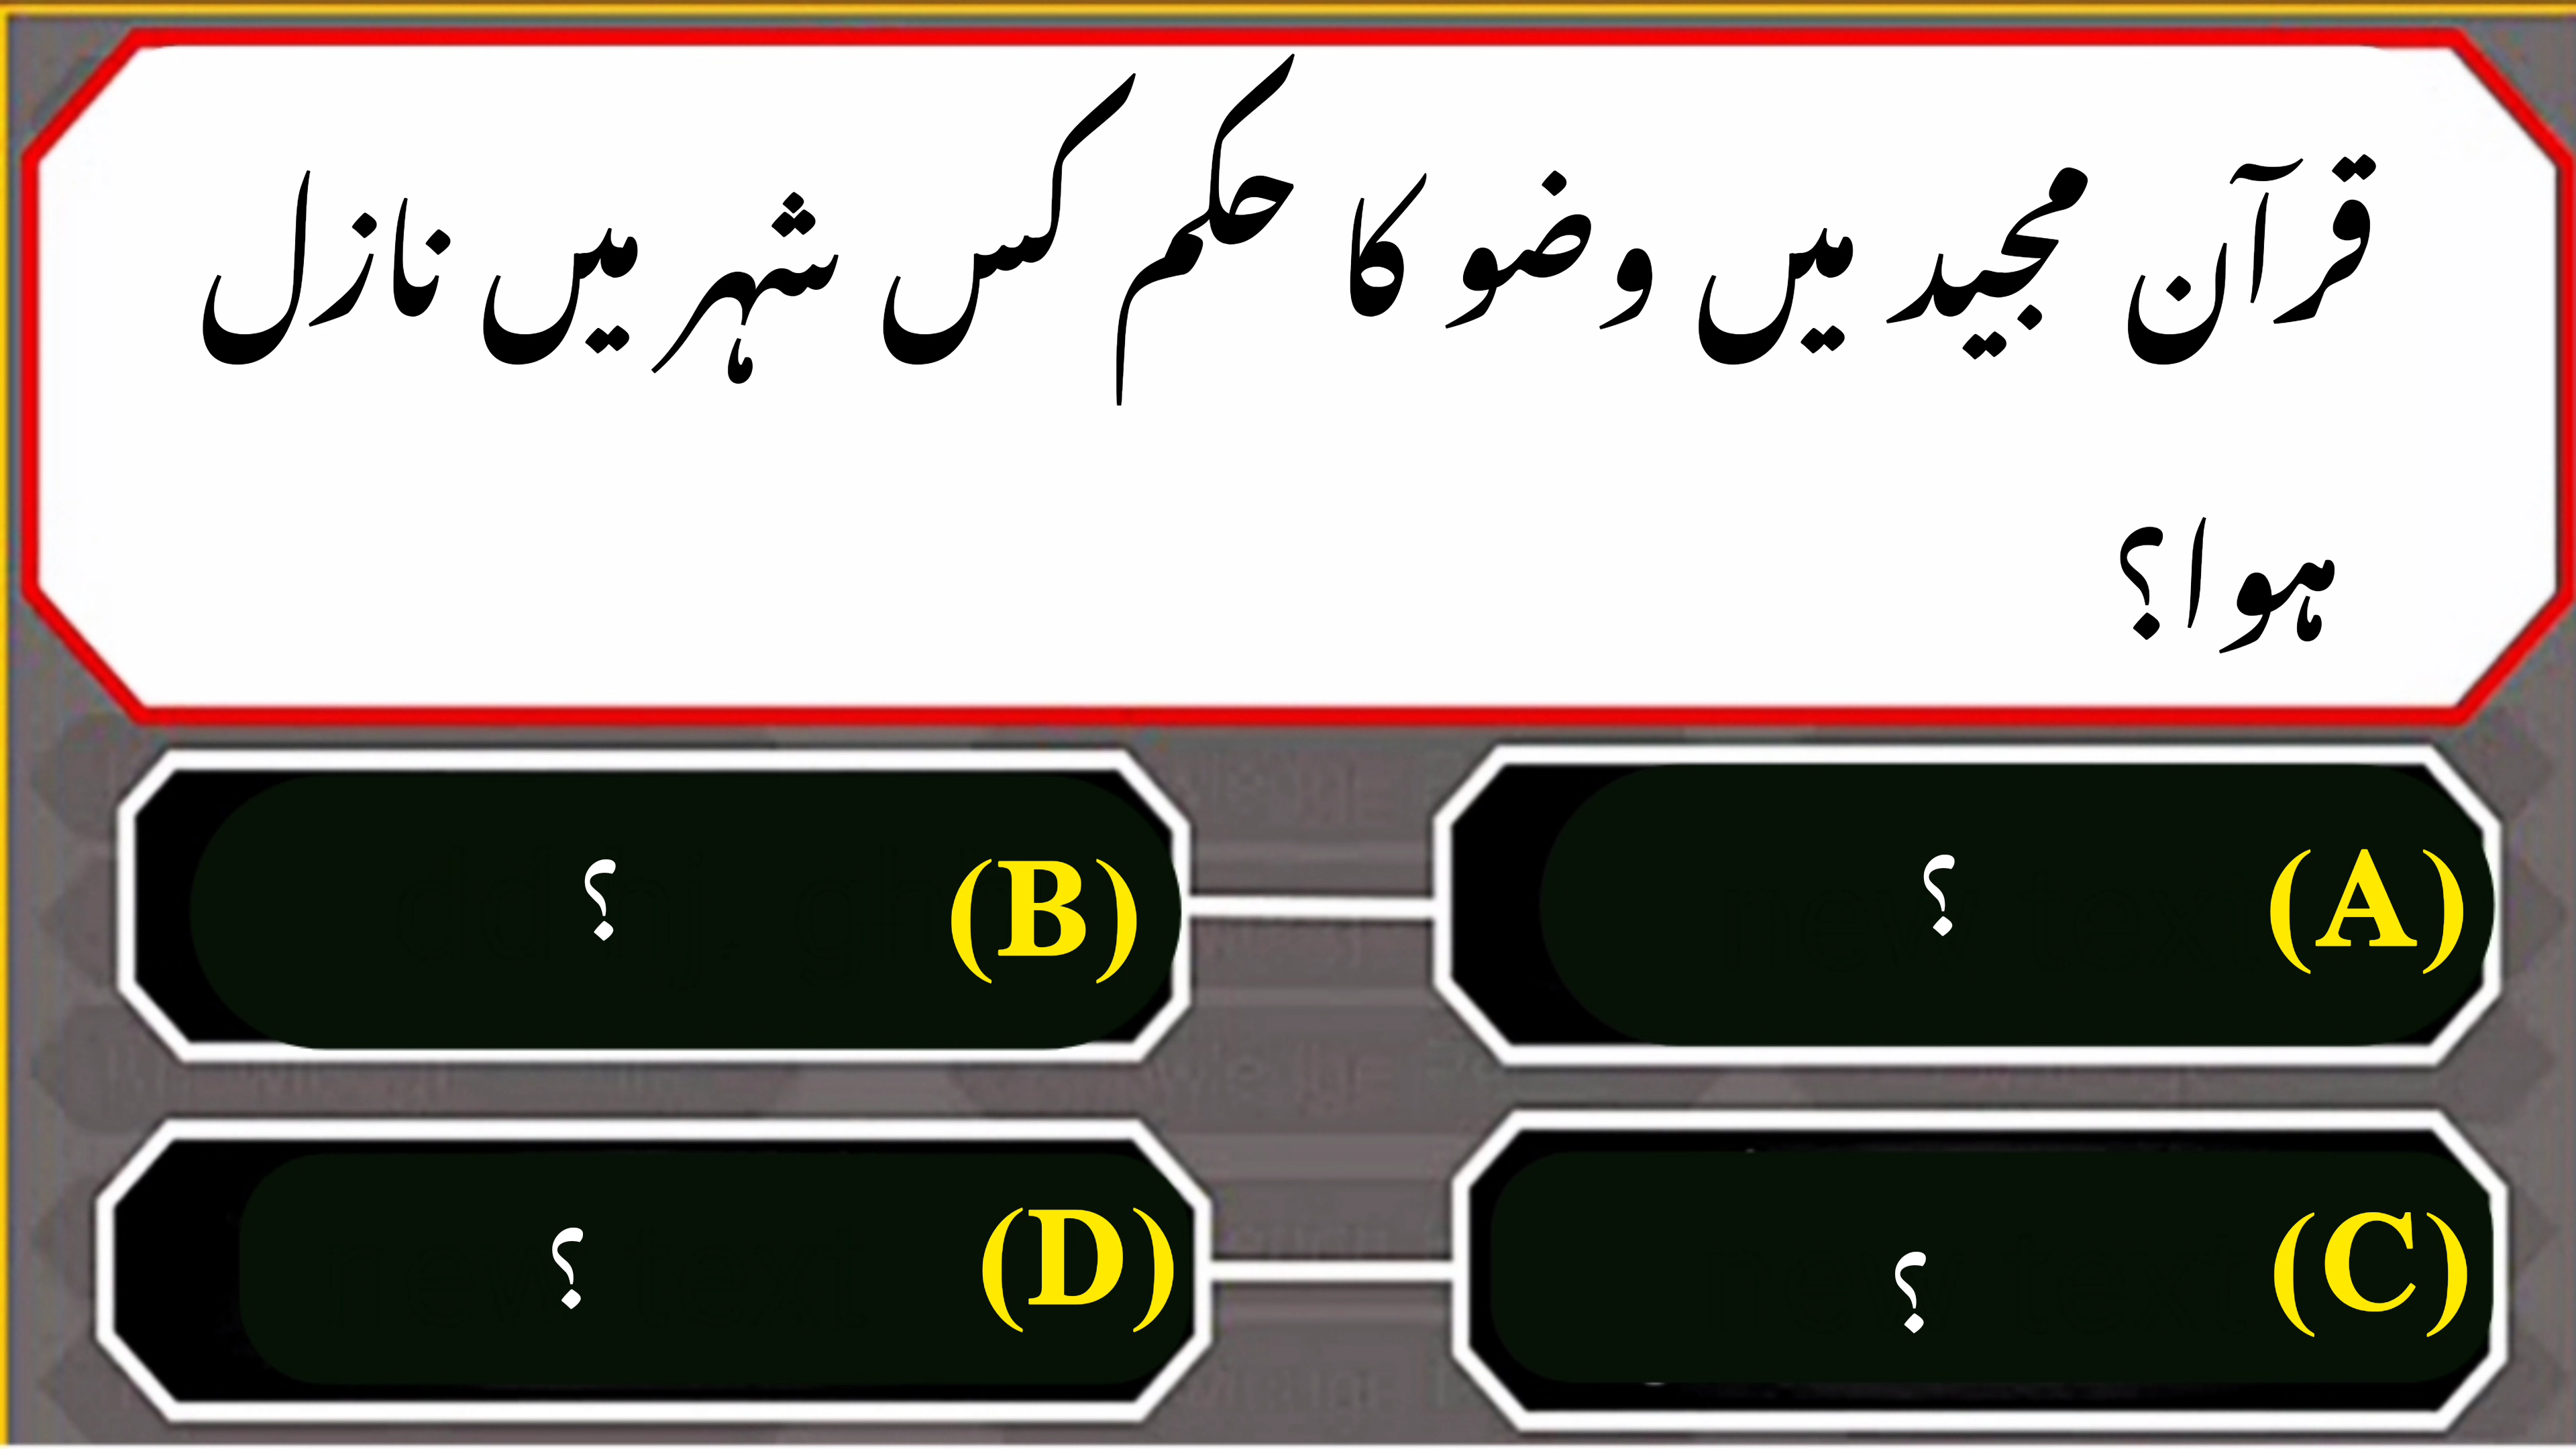 قرآن مجید میں وضو کا حکم کس شہر میں نازل
ہوا؟
(A) ؟
(B) ؟
(C) ؟
(D) ؟